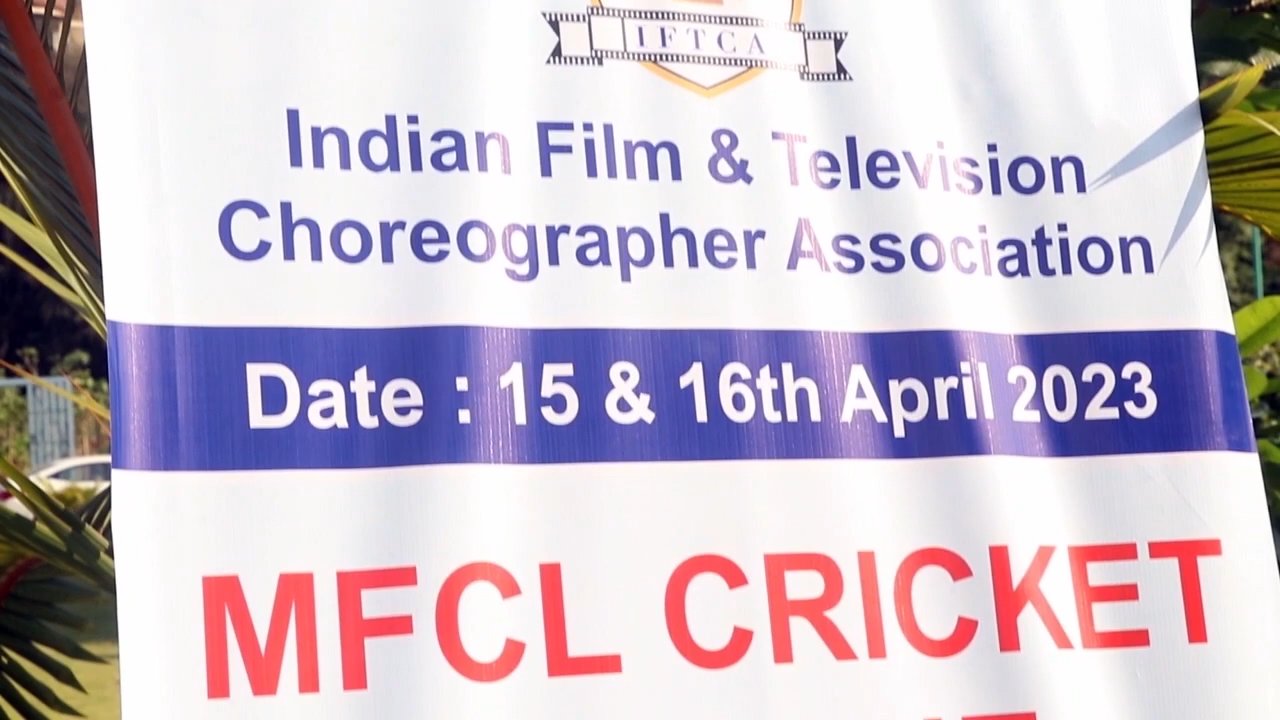 IFTCA
Indian Film & Television
Choreographer Association
Date : 15 & 16th April 2023
MFCL CRICKET